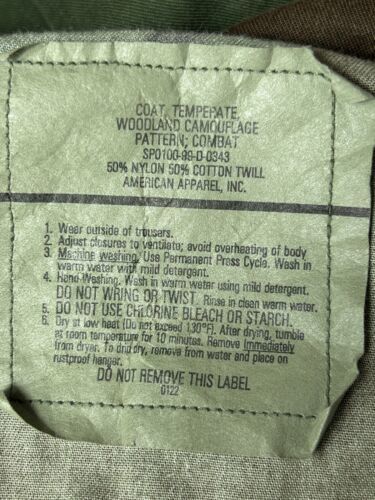 COAT, TEMPERATE,
WOODLAND CAMOUFLAGE
PATTERN; COMBAT
SPO100-99-D-0343
50% NYLON 50% COTTON TWILL
AMERICAN APPAREL, INC.
1. Wear outside of trousers.
2. Adjust closures to ventilate; avoid overheating of body
3. Machine washing. Use Permanent Press Cycle. Wash in
warm water with mild detergent.
4. Hand Washing. Wash in warm water using mild detergent.
DO NOT WRING OR TWIST. Rinse in clean warm water.
5. DO NOT USE CHLORINE BLEACH OR STARCH.
6. Dry at low heat (Do not exceed 130°F). After drying, tumble
at room temperature for 10 minutes. Remove immediately
from dryer. To drip dry, remove from water and place on
rustproof hanger.
DO NOT REMOVE THIS LABEL
0122